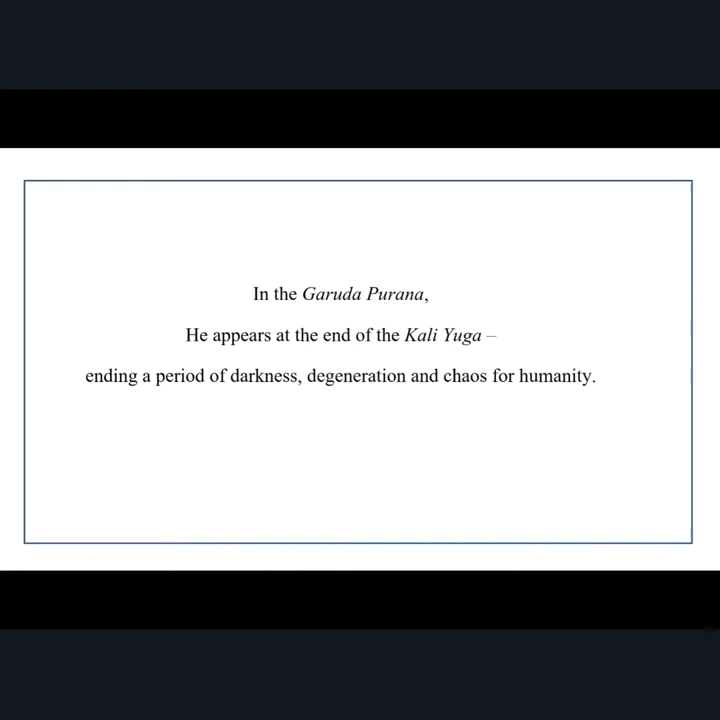 In the Garuda Purana,
He appears at the end of the Kali Yuga –
ending a period of darkness, degeneration and chaos for humanity.